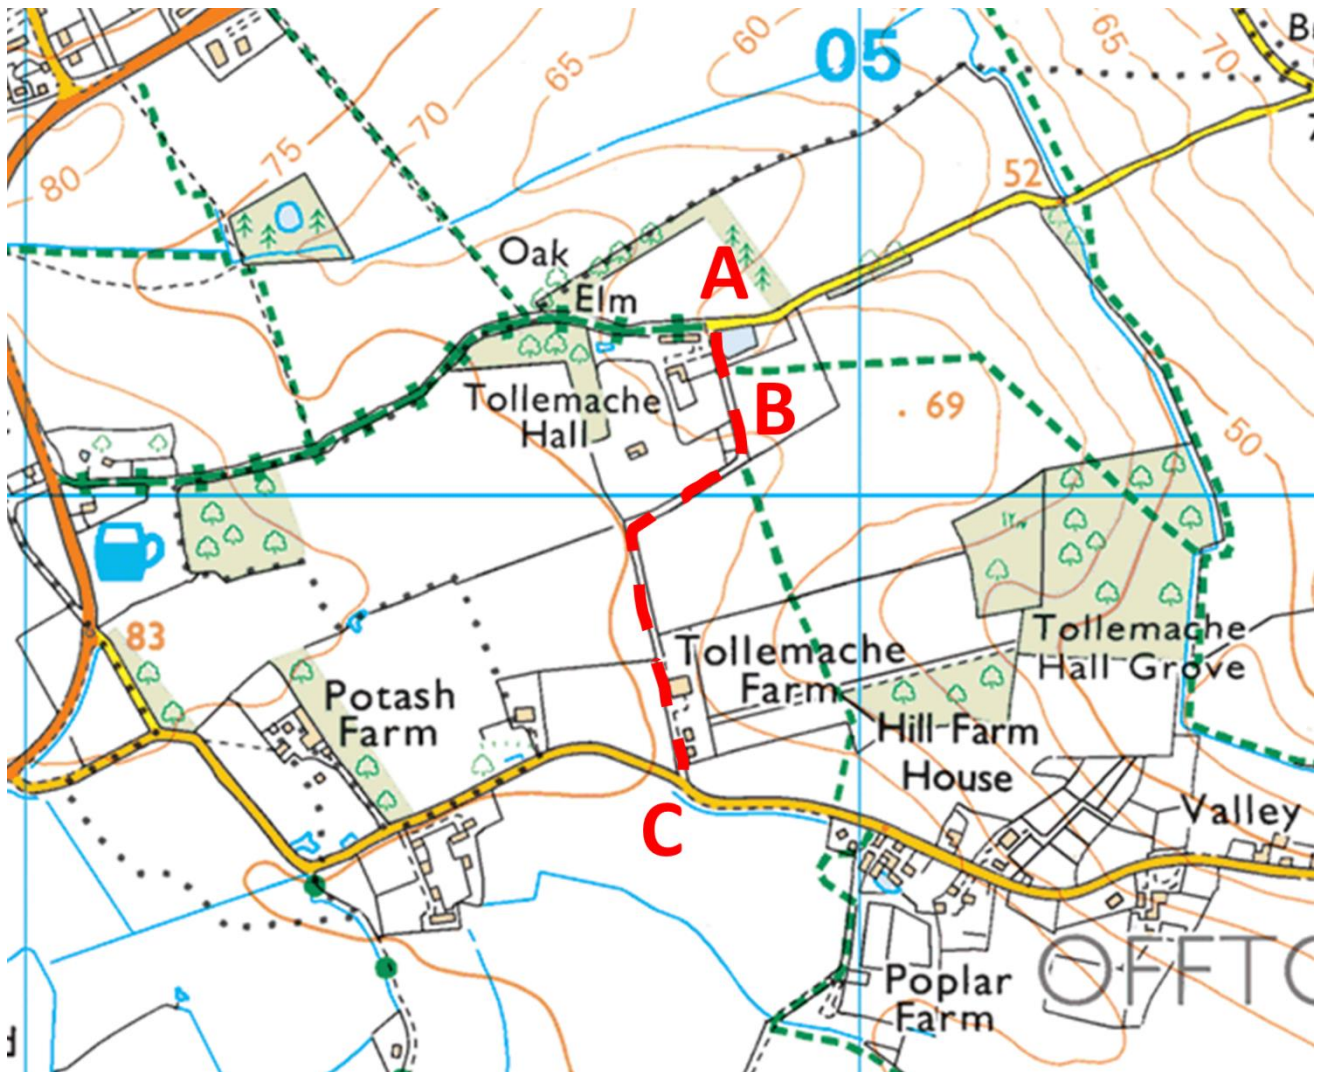 05
60
65
70
Br
65
70
75
80
52
Oak
A
Elm
Tollemache
Hall
B
. 69
50
83
Tollemache
Farm
Tollemache
Hall Grove
Potash
Farm
Hill Farm
House
C
Valley
OFFTO
Poplar
Farm
d